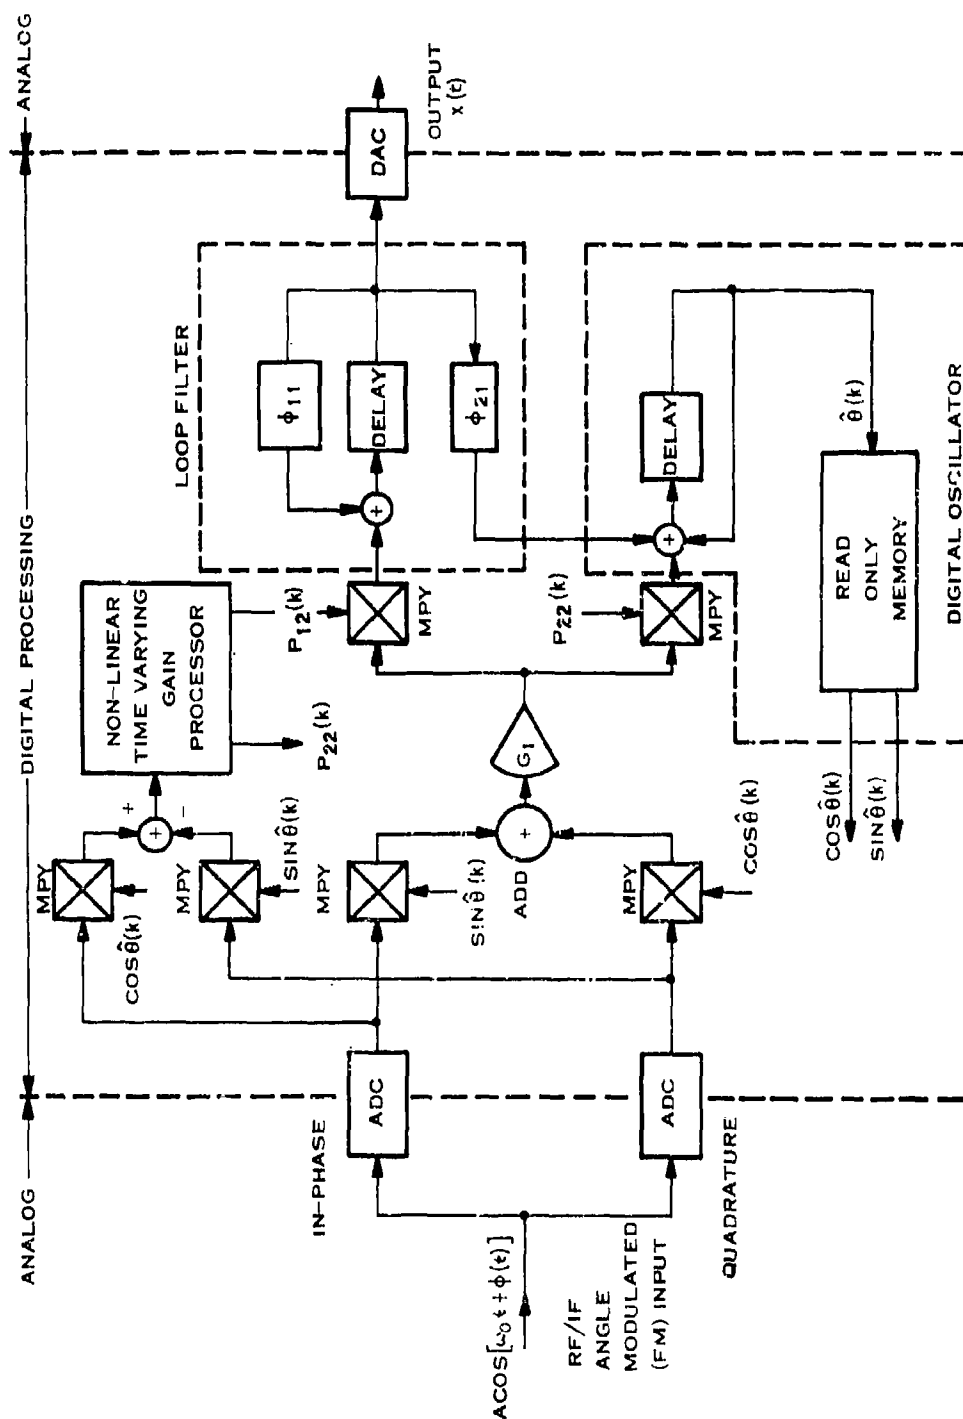 ANALOG
DIGITAL PROCESSING
ANALOG
ACOS[ω₀t+ϕ(t)]
RF/IF
ANGLE
MODULATED
(FM) INPUT
IN-PHASE
ADC
QUADRATURE
ADC
MPY
COSθ̂(k)
MPY
SINθ̂(k)
+
+
−
NON-LINEAR
TIME VARYING
GAIN
PROCESSOR
P₂₂(k)
P₁₂(k)
MPY
SINθ̂(k)
ADD
+
MPY
COSθ̂(k)
G₁
MPY
P₂₂(k)
MPY
LOOP FILTER
ϕ₁₁
+
DELAY
ϕ₂₁
DAC
OUTPUT
x(t)
+
DELAY
θ̂(k)
READ
ONLY
MEMORY
COSθ̂(k)
SINθ̂(k)
DIGITAL OSCILLATOR